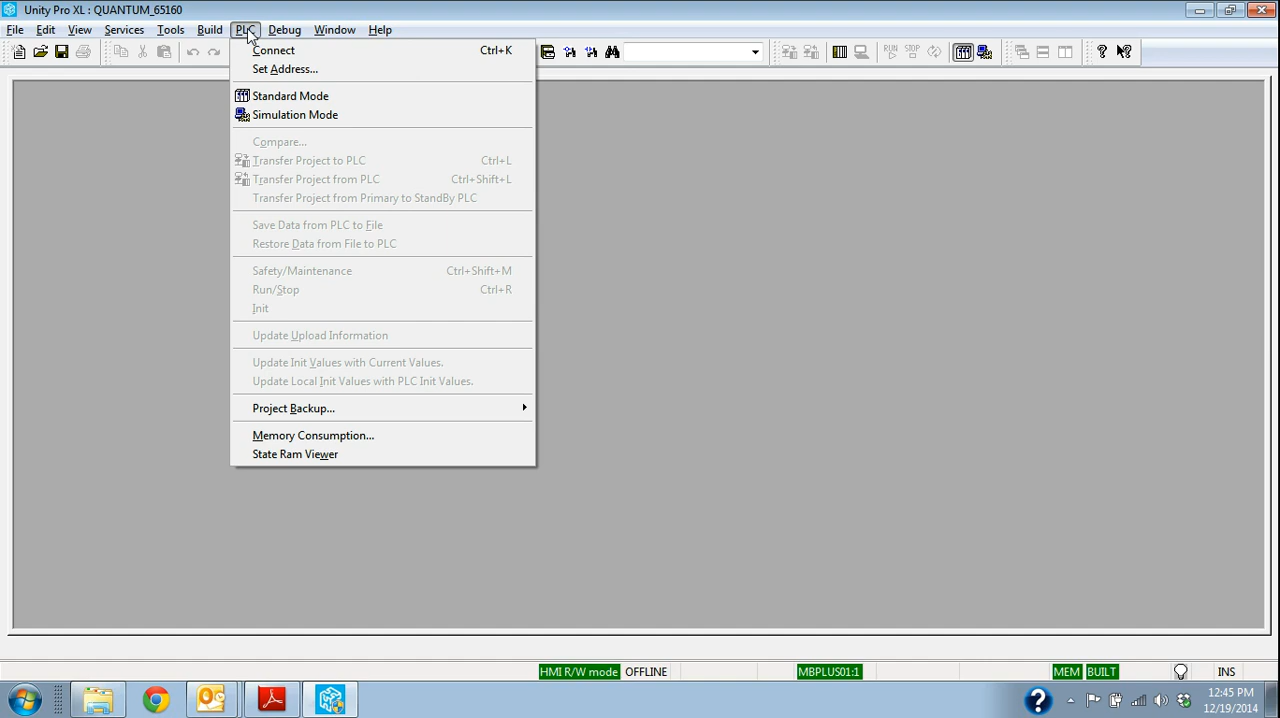 Unity Pro XL : QUANTUM_65160
File Edit View Services Tools Build PLC Debug Window Help
RUN STOP
Connect Ctrl+K
Set Address...
Standard Mode
Simulation Mode
Compare...
Transfer Project to PLC Ctrl+L
Transfer Project from PLC Ctrl+Shift+L
Transfer Project from Primary to StandBy PLC
Save Data from PLC to File
Restore Data from File to PLC
Safety/Maintenance Ctrl+Shift+M
Run/Stop Ctrl+R
Init
Update Upload Information
Update Init Values with Current Values.
Update Local Init Values with PLC Init Values.
Project Backup...
Memory Consumption...
State Ram Viewer
HMI R/W mode OFFLINE MBPLUS01:1 MEM BUILT INS
12:45 PM
12/19/2014